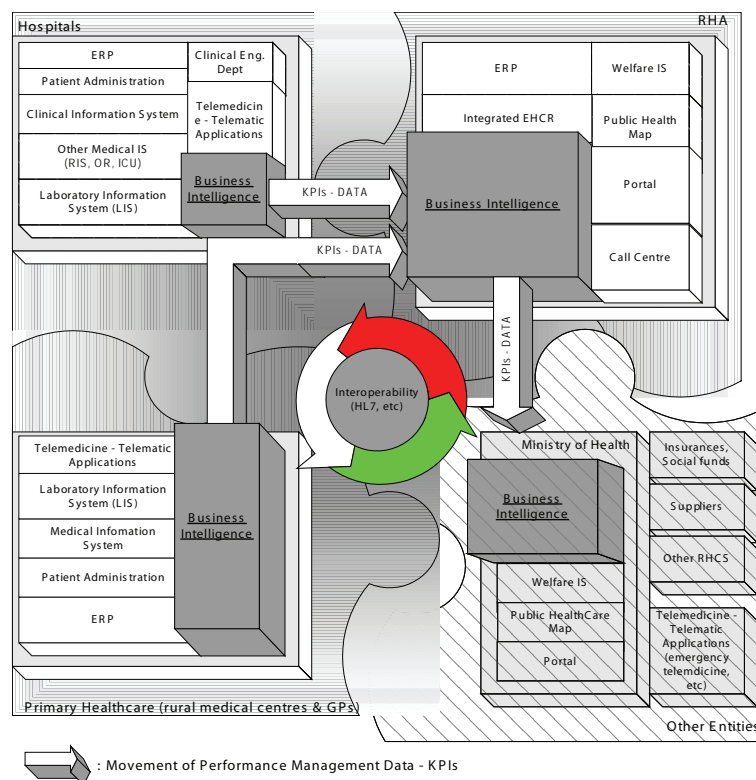 Hospitals
ERP
Patient Administration
Clinical Information System
Other Medical IS
(RIS, OR, ICU)
Laboratory Information
System (LIS)
Clinical Eng.
Dept
Telemedicin
e - Telematic
Applications
Business
Intelligence
KPIs - DATA
KPIs - DATA
RHA
ERP
Integrated EHCR
Business Intelligence
Welfare IS
Public Health
Map
Portal
Call Centre
KPIs - DATA
Interoperability
(HL7, etc)
Telemedicine - Telematic
Applications
Laboratory Information
System (LIS)
Medical Infomation
System
Patient Administration
ERP
Business
Intelligence
Primary Healthcare (rural medical centres & GPs)
Ministry of Health
Business
Intelligence
Welfare IS
Public HealthCare
Map
Portal
Insurances,
Social funds
Suppliers
Other RHCS
Telemedicine -
Telematic
Applications
(emergency
telemdicine,
etc)
Other Entities
: Movement of Performance Management Data - KPIs